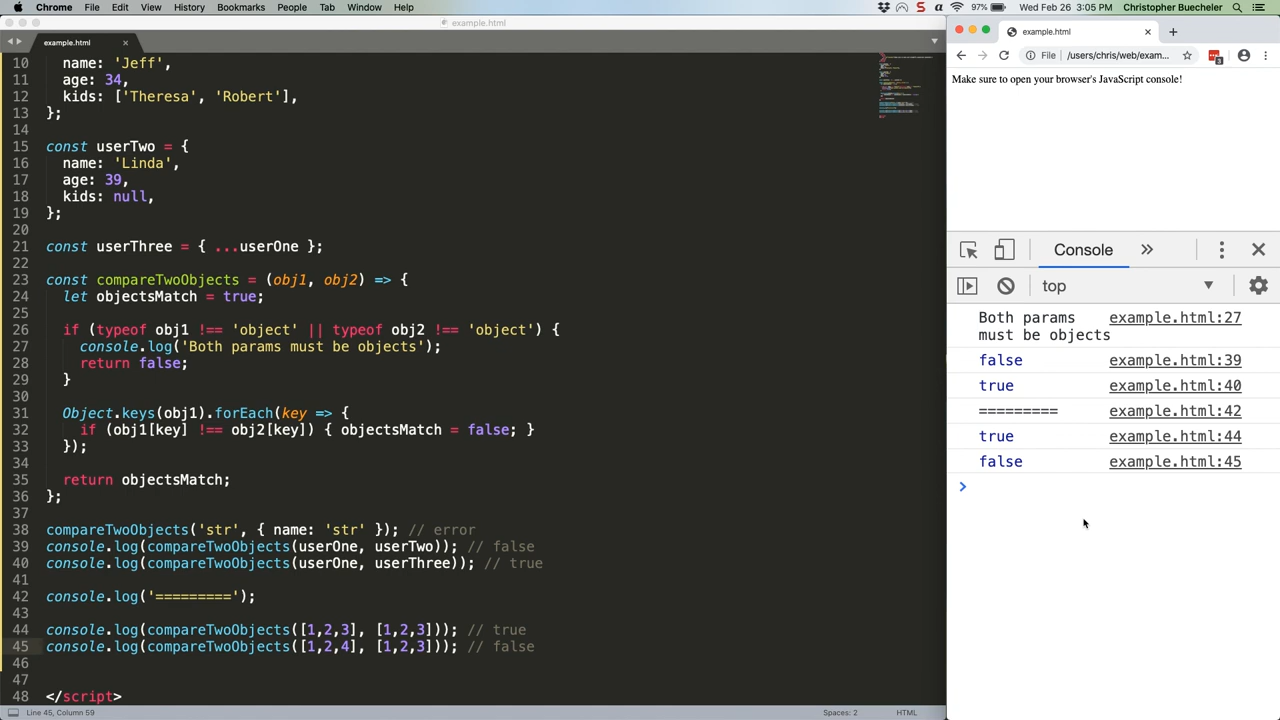 Chrome File Edit View History Bookmarks People Tab Window Help 97% Wed Feb 26 3:05 PM Christopher Buecheler
example.html
example.html
10 name: 'Jeff',
11 age: 34,
12 kids: ['Theresa', 'Robert'],
13 };
14
15 const userTwo = {
16 name: 'Linda',
17 age: 39,
18 kids: null,
19 };
20
21 const userThree = { ...userOne };
22
23 const compareTwoObjects = (obj1, obj2) => {
24 let objectsMatch = true;
25
26 if (typeof obj1 !== 'object' || typeof obj2 !== 'object') {
27 console.log('Both params must be objects');
28 return false;
29 }
30
31 Object.keys(obj1).forEach(key => {
32 if (obj1[key] !== obj2[key]) { objectsMatch = false; }
33 });
34
35 return objectsMatch;
36 };
37
38 compareTwoObjects('str', { name: 'str' }); // error
39 console.log(compareTwoObjects(userOne, userTwo)); // false
40 console.log(compareTwoObjects(userOne, userThree)); // true
41
42 console.log('=========');
43
44 console.log(compareTwoObjects([1,2,3], [1,2,3])); // true
45 console.log(compareTwoObjects([1,2,4], [1,2,3])); // false
46
47
48 </script>
Line 45, Column 59 Spaces: 2 HTML
example.html
File /users/chris/web/exam...
Make sure to open your browser's JavaScript console!
Console
top
Both params example.html:27
must be objects
false example.html:39
true example.html:40
========= example.html:42
true example.html:44
false example.html:45